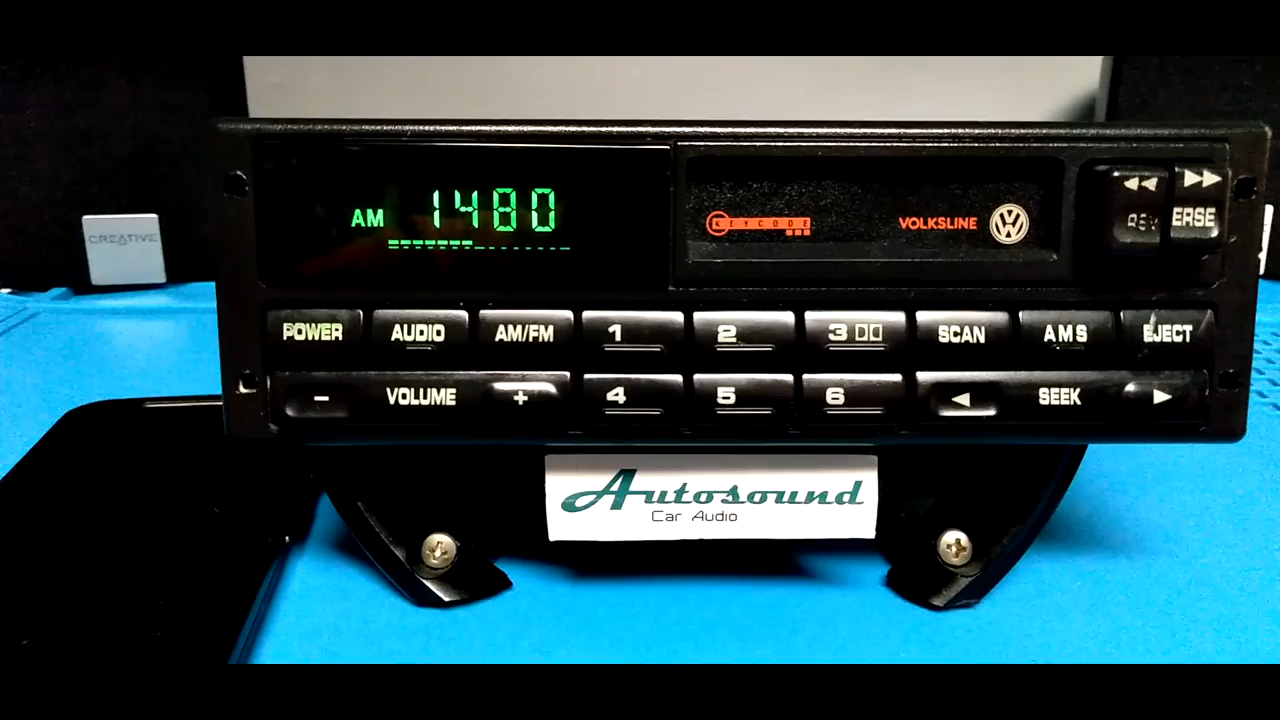 CREATIVE
AM 1480
KEYCODE
VOLKSLINE
REV ERSE
POWER AUDIO AM/FM 1 2 3 SCAN AMS EJECT
- VOLUME + 4 5 6 SEEK
Autosound
Car Audio